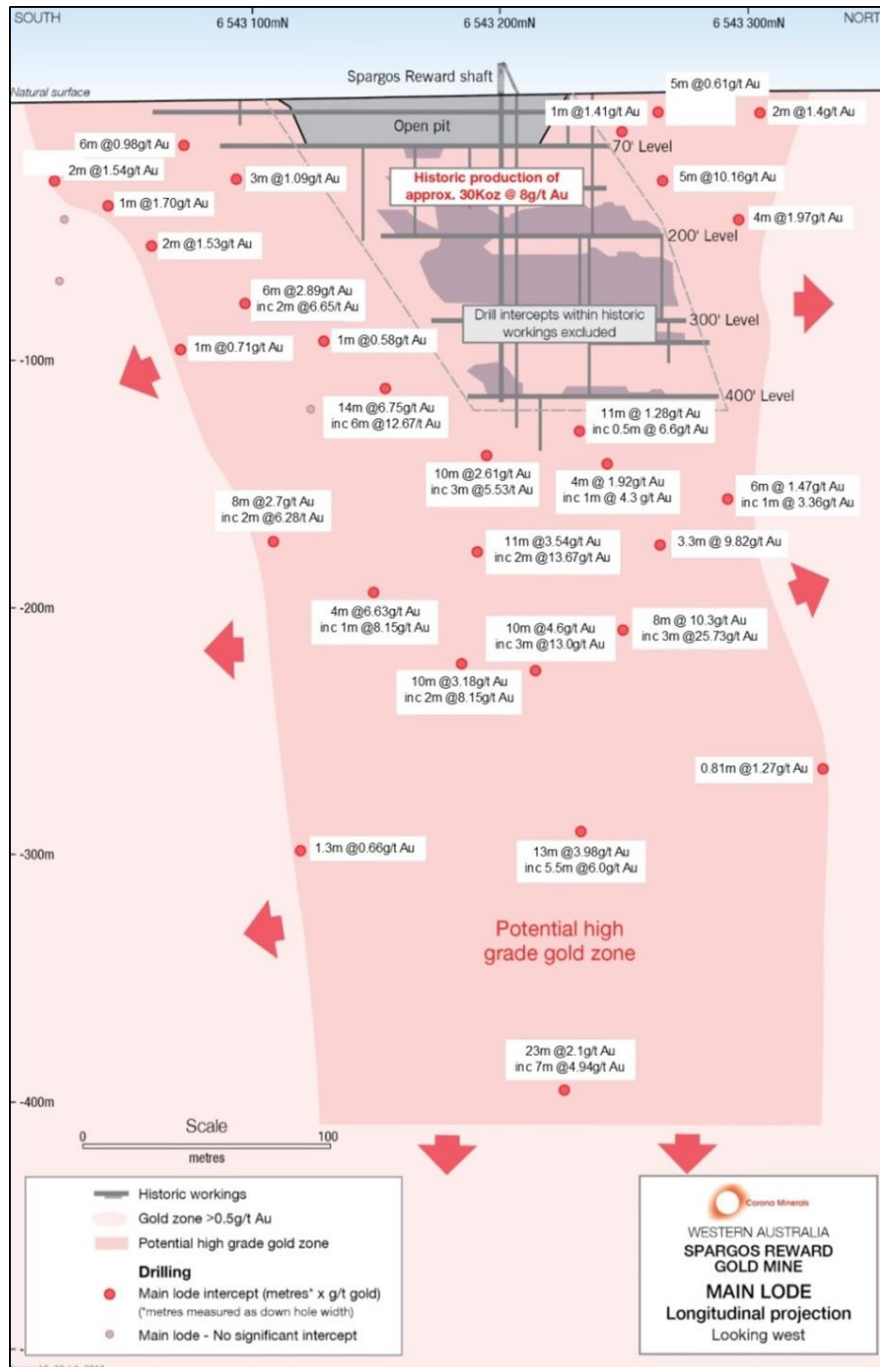 SOUTH
6 543 100mN
6 543 200mN
6 543 300mN
NORT
Spargos Reward shaft
Natural surface
Open pit
5m @0.61g/t Au
1m @1.41g/t Au
2m @1.4g/t Au
70' Level
6m @0.98g/t Au
2m @1.54g/t Au
3m @1.09g/t Au
Historic production of
approx. 30Koz @ 8g/t Au
5m @10.16g/t Au
1m @1.70g/t Au
4m @1.97g/t Au
2m @1.53g/t Au
200' Level
6m @2.89g/t Au
inc 2m @6.65/t Au
Drill intercepts within historic
workings excluded
300' Level
1m @0.71g/t Au
1m @0.58g/t Au
-100m
14m @6.75g/t Au
inc 6m @12.67/t Au
400' Level
11m @ 1.28g/t Au
inc 0.5m @ 6.6g/t Au
10m @2.61g/t Au
inc 3m @5.53/t Au
4m @ 1.92g/t Au
inc 1m @ 4.3 g/t Au
6m @ 1.47g/t Au
inc 1m @ 3.36g/t Au
8m @2.7g/t Au
inc 2m @6.28/t Au
11m @3.54g/t Au
inc 2m @13.67/t Au
3.3m @ 9.82g/t Au
-200m
4m @6.63g/t Au
inc 1m @8.15g/t Au
10m @4.6g/t Au
inc 3m @13.0g/t Au
8m @ 10.3g/t Au
inc 3m @25.73g/t Au
10m @3.18g/t Au
inc 2m @8.15g/t Au
0.81m @1.27g/t Au
-300m
1.3m @0.66g/t Au
13m @3.98g/t Au
inc 5.5m @6.0g/t Au
Potential high
grade gold zone
23m @2.1g/t Au
inc 7m @4.94g/t Au
-400m
Scale
0
100
metres
Historic workings
Gold zone >0.5g/t Au
Potential high grade gold zone
Drilling
Main lode intercept (metres* x g/t gold)
(*metres measured as down hole width)
Main lode - No significant intercept
Corona Minerals
WESTERN AUSTRALIA
SPARGOS REWARD
GOLD MINE
MAIN LODE
Longitudinal projection
Looking west